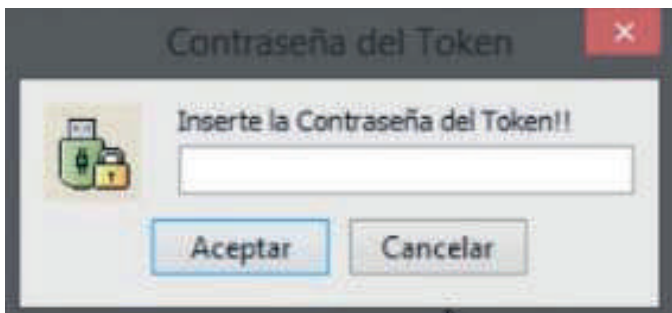 Contraseña del Token
Inserte la Contraseña del Token!!
Aceptar
Cancelar